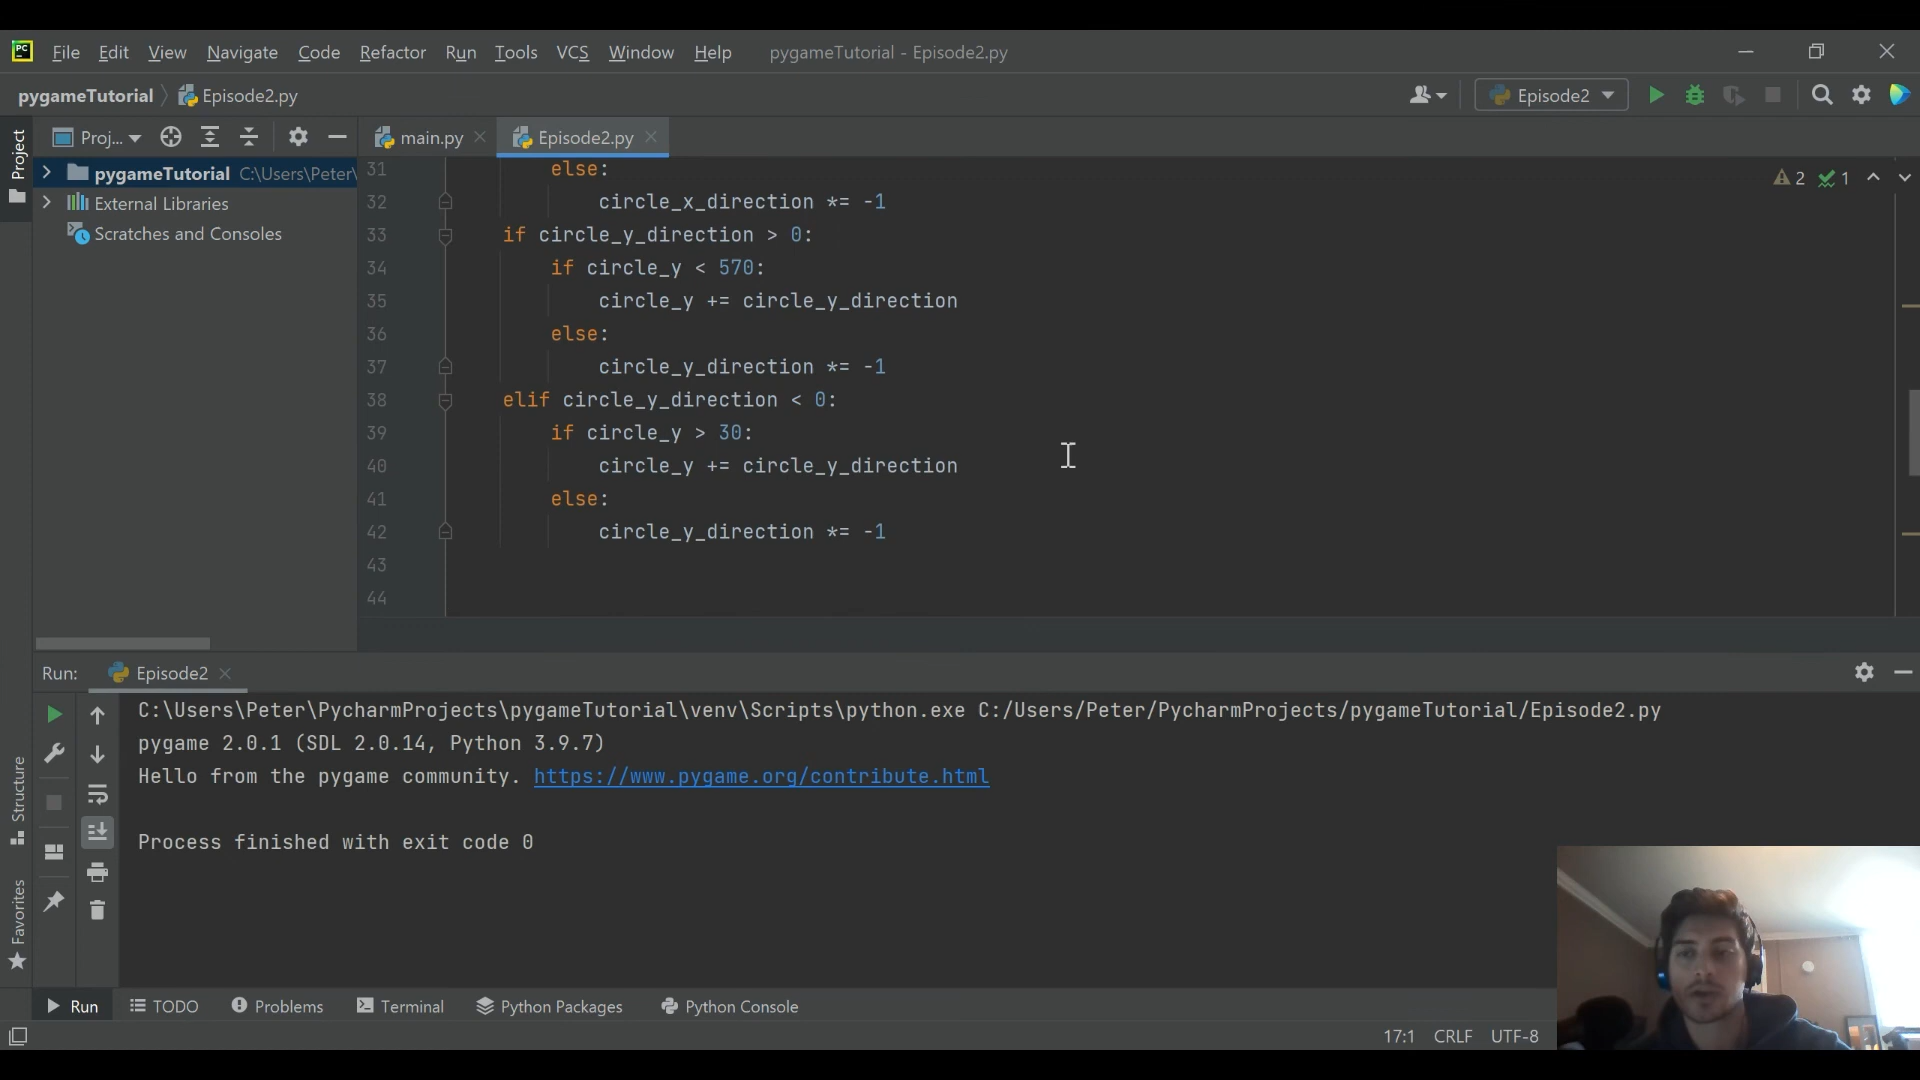 PC File Edit View Navigate Code Refactor Run Tools VCS Window Help pygameTutorial - Episode2.py
pygameTutorial Episode2.py Episode2
Project
Proj... main.py Episode2.py
pygameTutorial C:\Users\Peter\
External Libraries
Scratches and Consoles
2 1
31 else:
32 circle_x_direction *= -1
33 if circle_y_direction > 0:
34 if circle_y < 570:
35 circle_y += circle_y_direction
36 else:
37 circle_y_direction *= -1
38 elif circle_y_direction < 0:
39 if circle_y > 30:
40 circle_y += circle_y_direction
41 else:
42 circle_y_direction *= -1
43
44
Run: Episode2
C:\Users\Peter\PycharmProjects\pygameTutorial\venv\Scripts\python.exe C:/Users/Peter/PycharmProjects/pygameTutorial/Episode2.py
pygame 2.0.1 (SDL 2.0.14, Python 3.9.7)
Hello from the pygame community. https://www.pygame.org/contribute.html
Process finished with exit code 0
Structure
Favorites
Run TODO Problems Terminal Python Packages Python Console
17:1 CRLF UTF-8